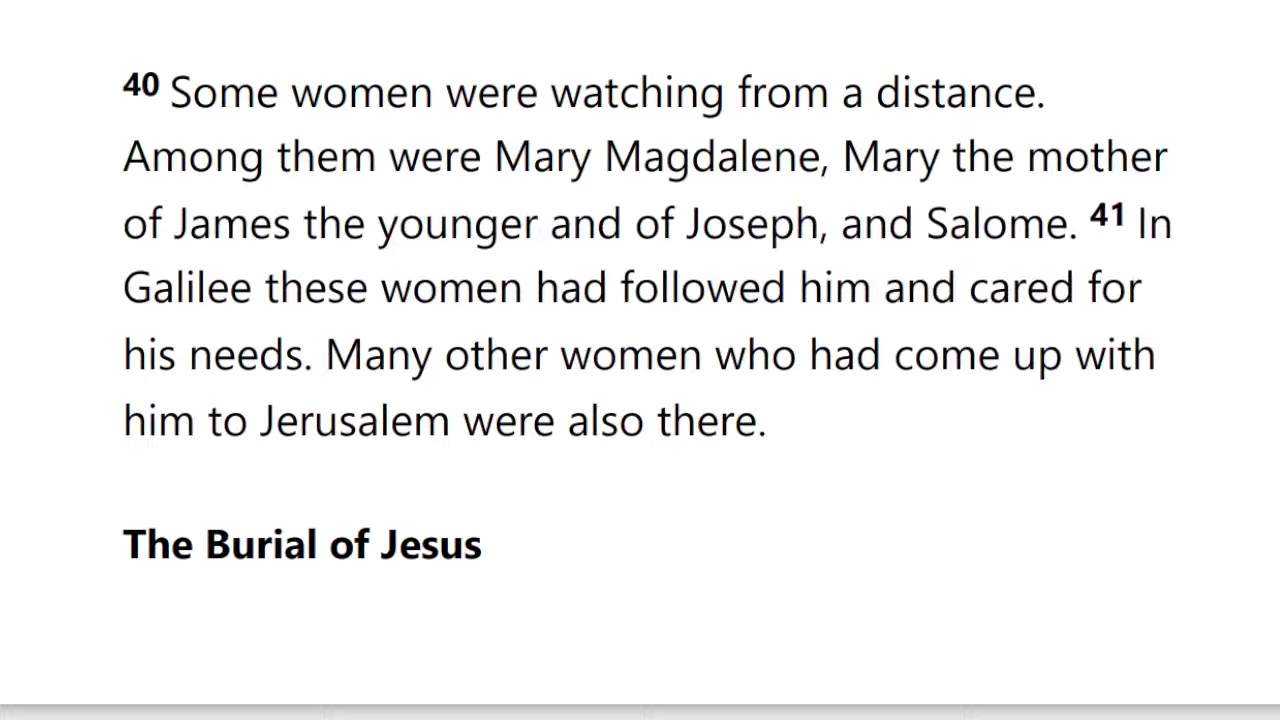 40 Some women were watching from a distance.
Among them were Mary Magdalene, Mary the mother
of James the younger and of Joseph, and Salome. 41 In
Galilee these women had followed him and cared for
his needs. Many other women who had come up with
him to Jerusalem were also there.
The Burial of Jesus